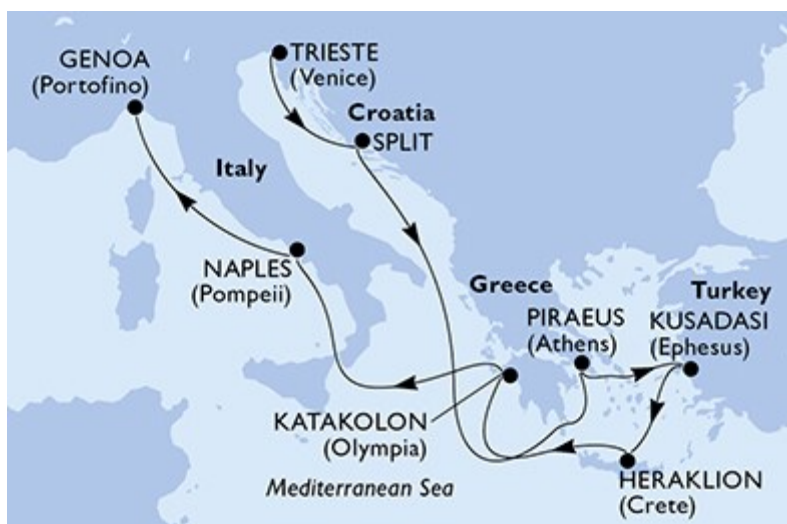 GENOA
(Portofino)
TRIESTE
(Venice)
Croatia
SPLIT
Italy
NAPLES
(Pompeii)
Greece
PIRAEUS
(Athens)
Turkey
KUSADASI
(Ephesus)
KATAKOLON
(Olympia)
Mediterranean Sea
HERAKLION
(Crete)